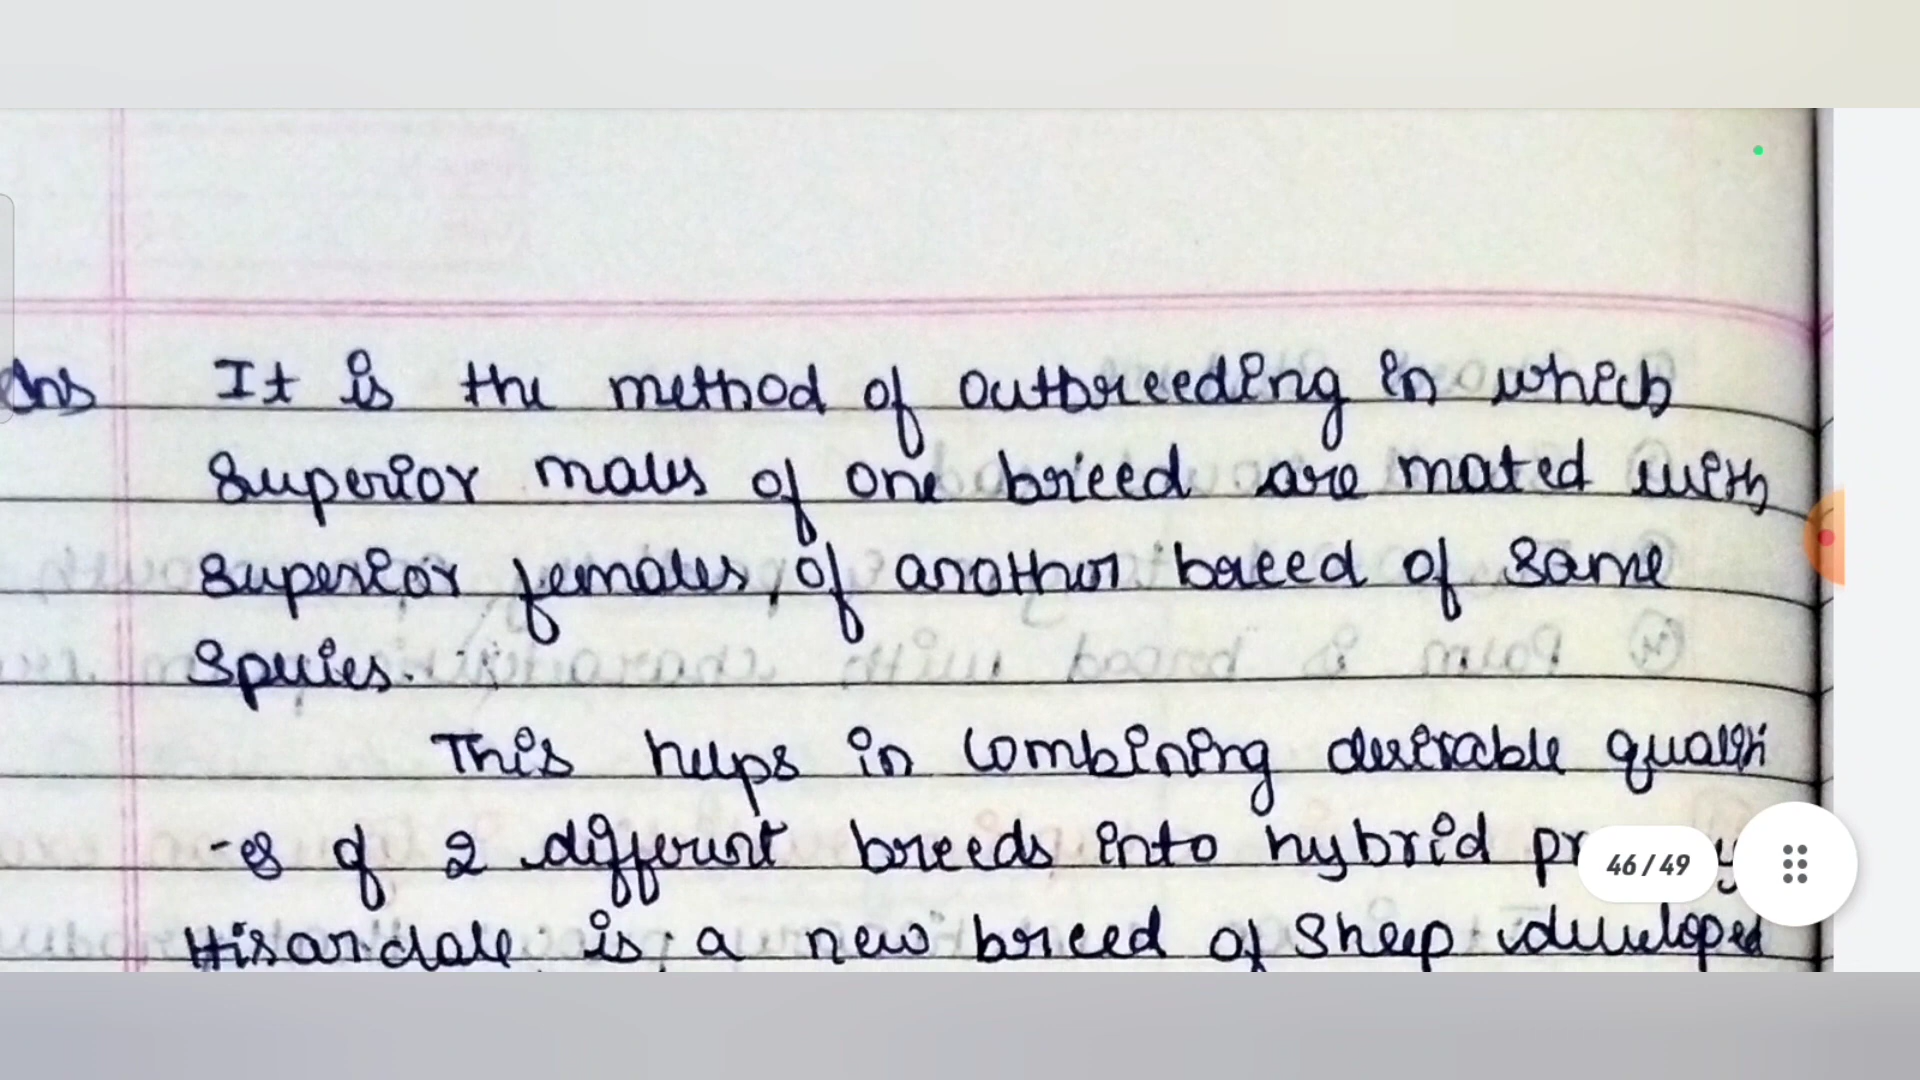 Ans It is the method of outbreeding in which
superior males of one breed are mated with
superior females, of another breed of same
species.
This helps in combining desirable qualiti
-es of 2 different breeds into hybrid
Hisardale is a new breed of sheep developed
46/49